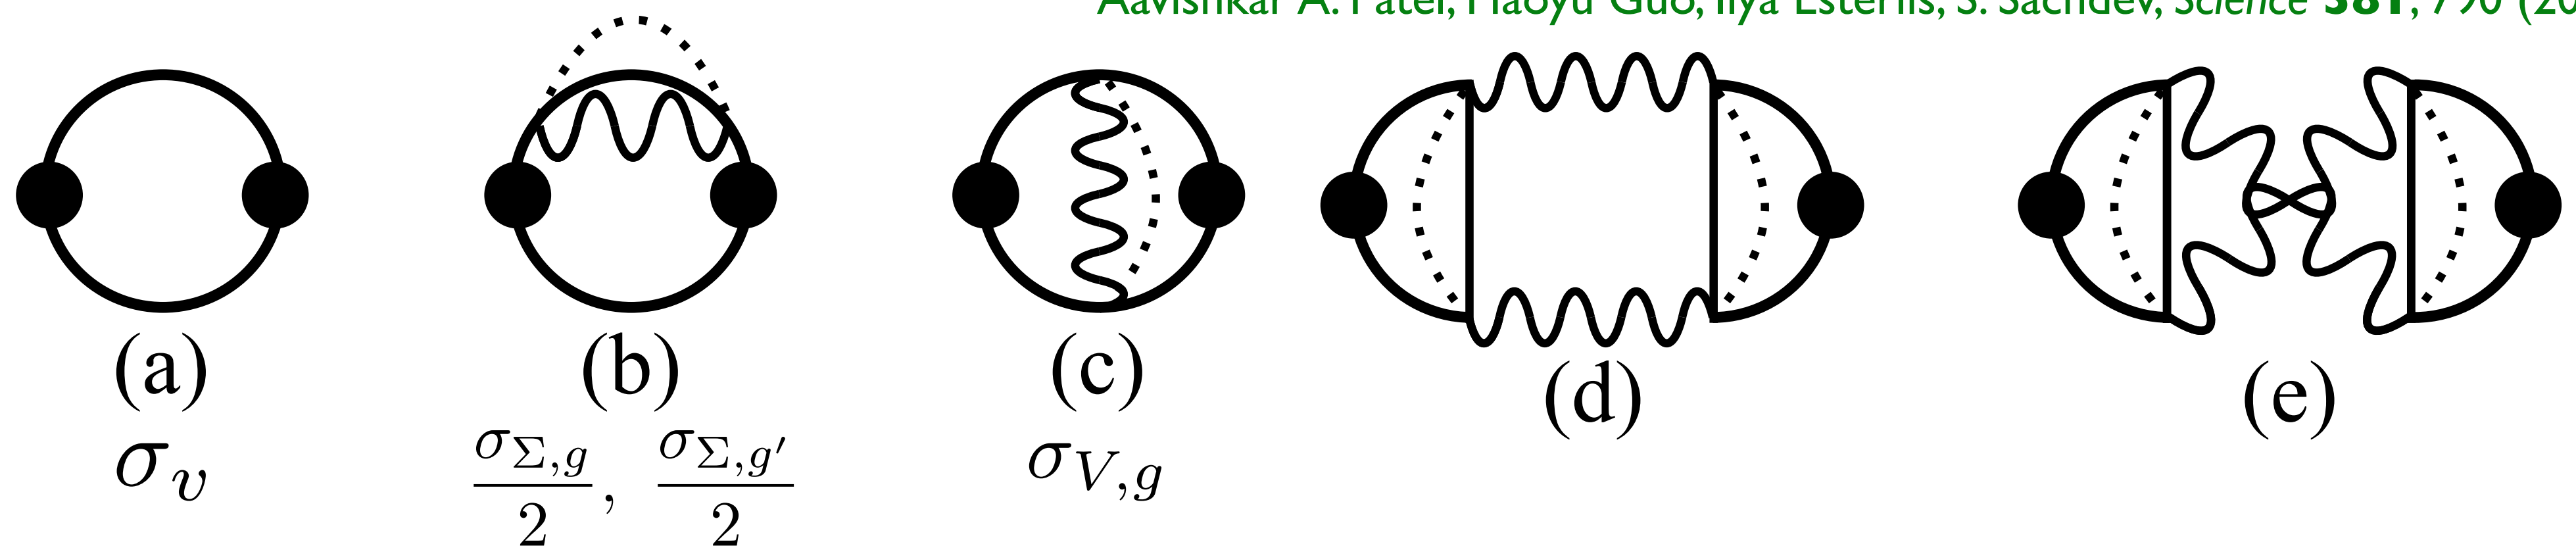 Aavishkar A. Patel, Haoyu Guo, Ilya Esterlis, S. Sachdev, Science 381, 790 (20
(a) (b) (c) (d) (e)
σ_v σ_{Σ,g}/2, σ_{Σ,g′}/2 σ_{V,g}